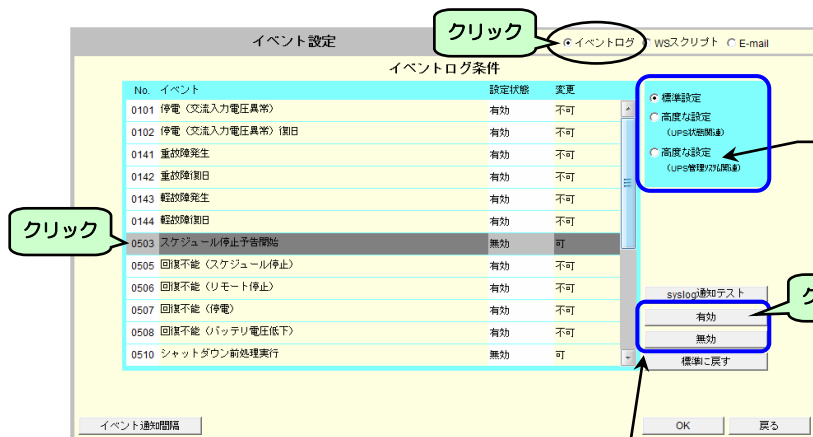 イベント設定
クリック
イベントログ
WSスクリプト
E-mail
イベントログ条件
No. イベント 設定状態 変更
0101 停電（交流入力電圧異常） 有効 不可
0102 停電（交流入力電圧異常）復旧 有効 不可
0141 重故障発生 有効 不可
0142 重故障復旧 有効 不可
0143 軽故障発生 有効 不可
0144 軽故障復旧 有効 不可
0503 スケジュール停止予告開始 無効 可
0505 回復不能（スケジュール停止） 有効 不可
0506 回復不能（リモート停止） 有効 不可
0507 回復不能（停電） 有効 不可
0508 回復不能（バッテリ電圧低下） 有効 不可
0510 シャットダウン前処理実行 無効 可
標準設定
高度な設定
（UPS状態関連）
高度な設定
（UPS管理システム関連）
クリック
syslog通知テスト
有効
無効
標準に戻す
ク
イベント通知間隔
OK
戻る